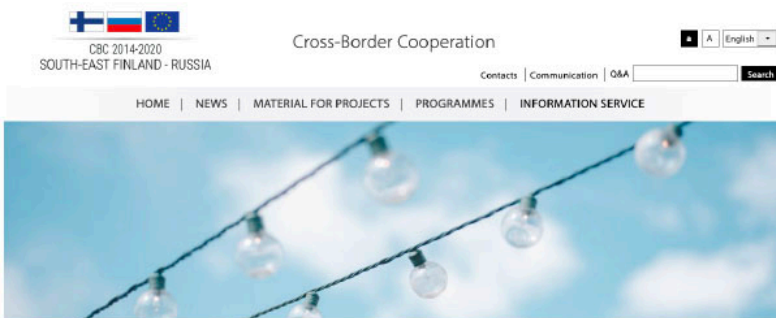 CBC 2014-2020
SOUTH-EAST FINLAND - RUSSIA
Cross-Border Cooperation
a A English
Contacts | Communication | Q&A Search
HOME | NEWS | MATERIAL FOR PROJECTS | PROGRAMMES | INFORMATION SERVICE